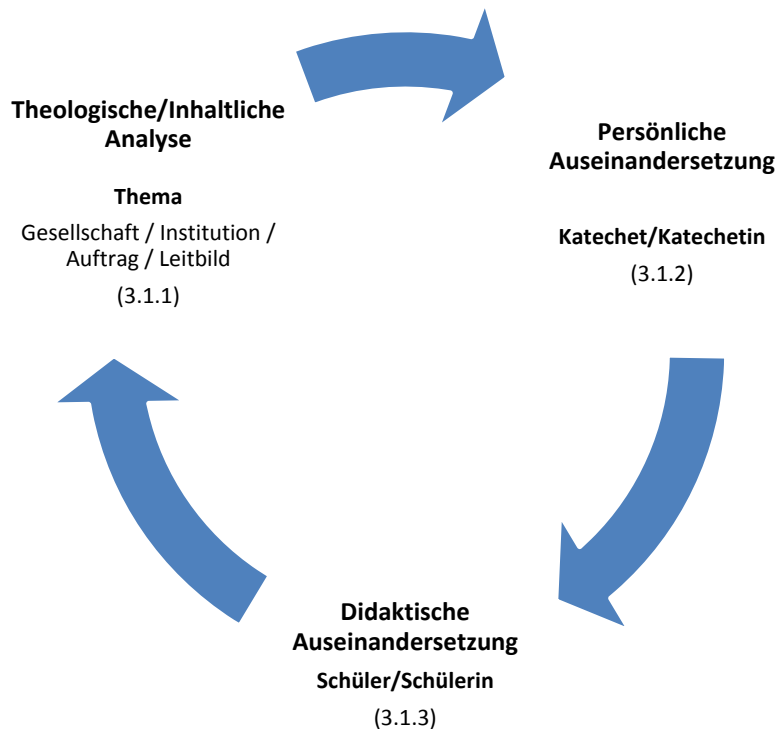 Theologische/Inhaltliche
Analyse
Thema
Gesellschaft / Institution /
Auftrag / Leitbild
(3.1.1)
Persönliche
Auseinandersetzung
Katechet/Katechetin
(3.1.2)
Didaktische
Auseinandersetzung
Schüler/Schülerin
(3.1.3)